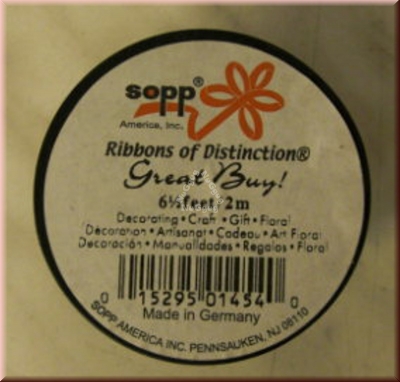 sopp®
America, Inc.
Ribbons of Distinction®
Great Buy!
6½feet/2m
Decorating • Craft • Gift • Floral
Décoration • Artisanat • Cadeau • Art Floral
Decoración • Manualidades • Regalos • Floral
0 15295 01454 0
Made in Germany
SOPP AMERICA INC. PENNSAUKEN, NJ 08110